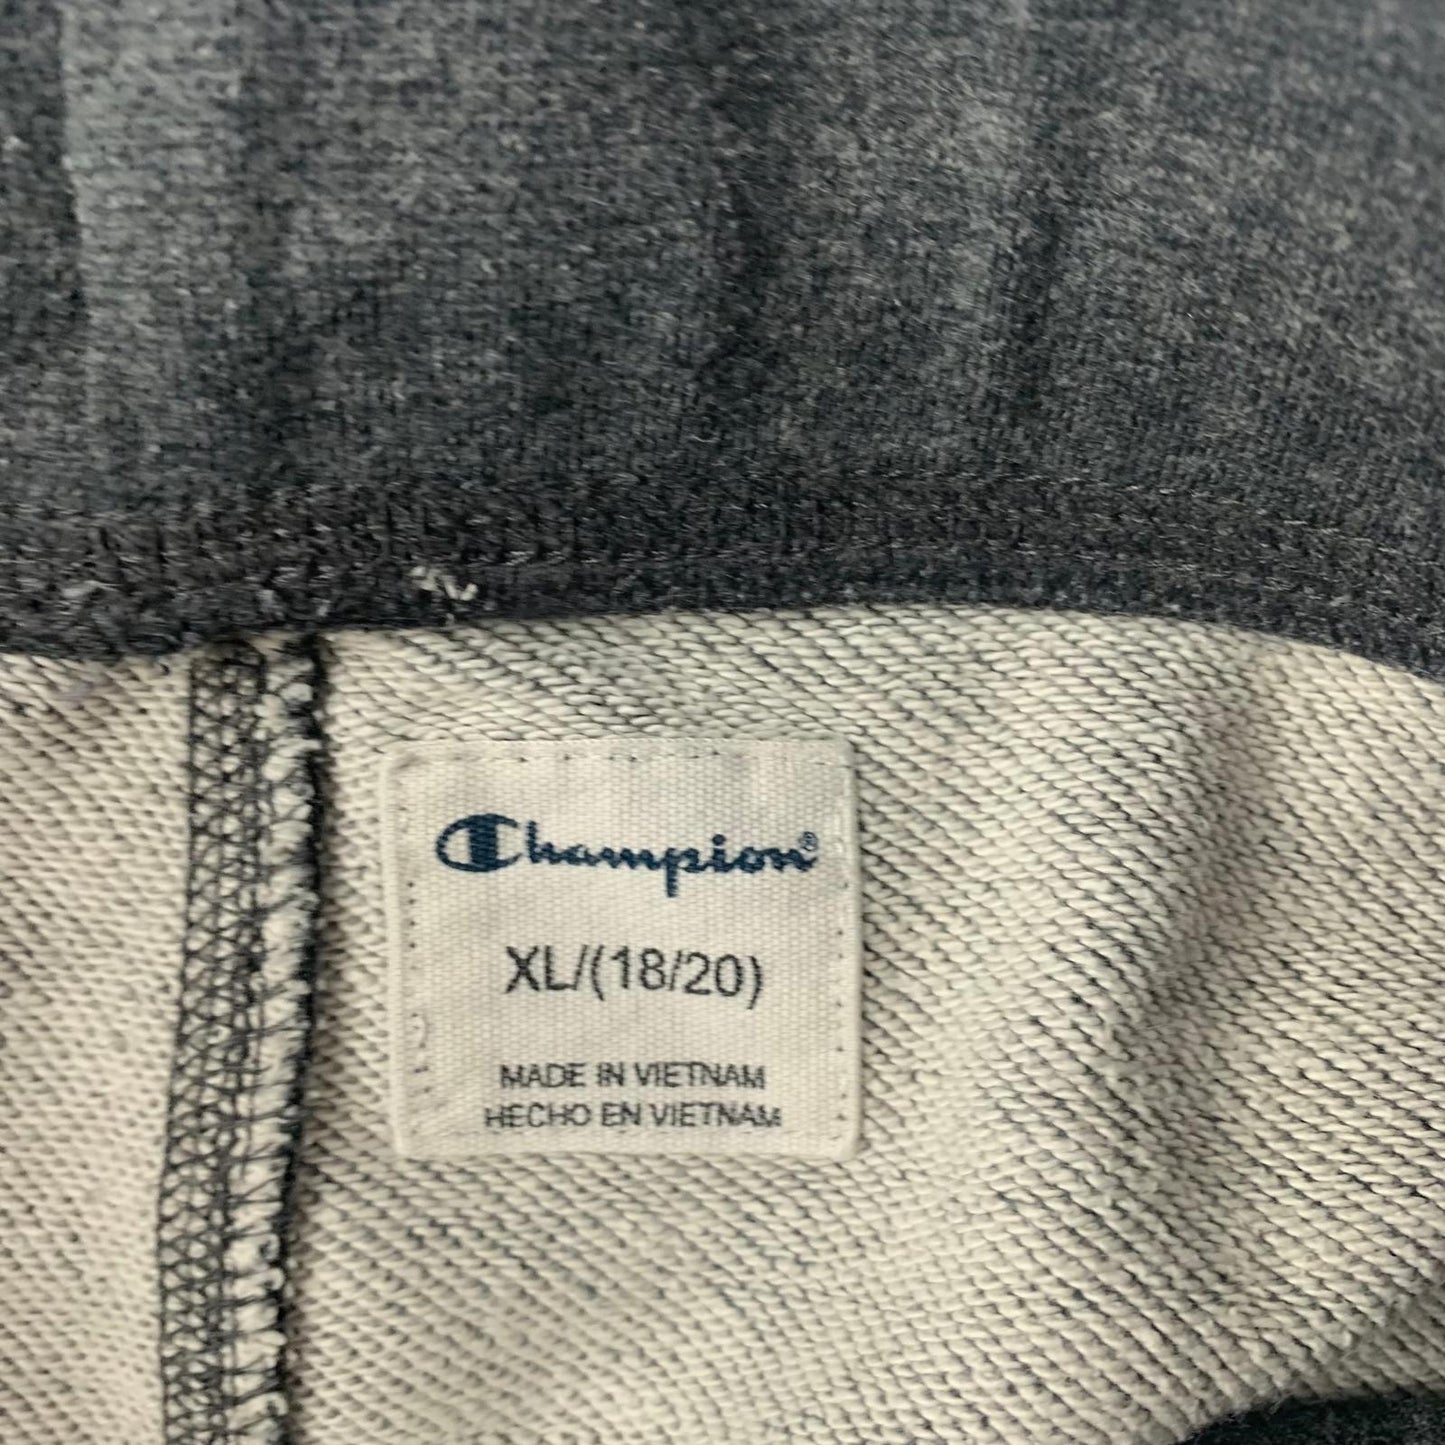 Champion®
XL/(18/20)
MADE IN VIETNAM
HECHO EN VIETNAM